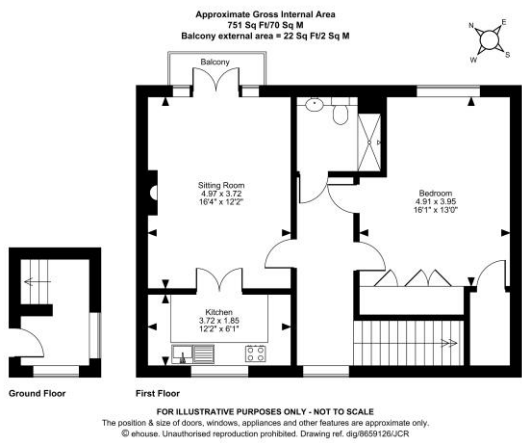 Approximate Gross Internal Area
751 Sq Ft/70 Sq M
Balcony external area = 22 Sq Ft/2 Sq M
N
E
W
S
Balcony
Sitting Room
4.97 x 3.72
16'4" x 12'2"
Bedroom
4.91 x 3.95
16'1" x 13'0"
Kitchen
3.72 x 1.85
12'2" x 6'1"
Ground Floor
First Floor
FOR ILLUSTRATIVE PURPOSES ONLY - NOT TO SCALE
The position & size of doors, windows, appliances and other features are approximate only.
© ehouse. Unauthorised reproduction prohibited. Drawing ref. dig/8659126/JCR